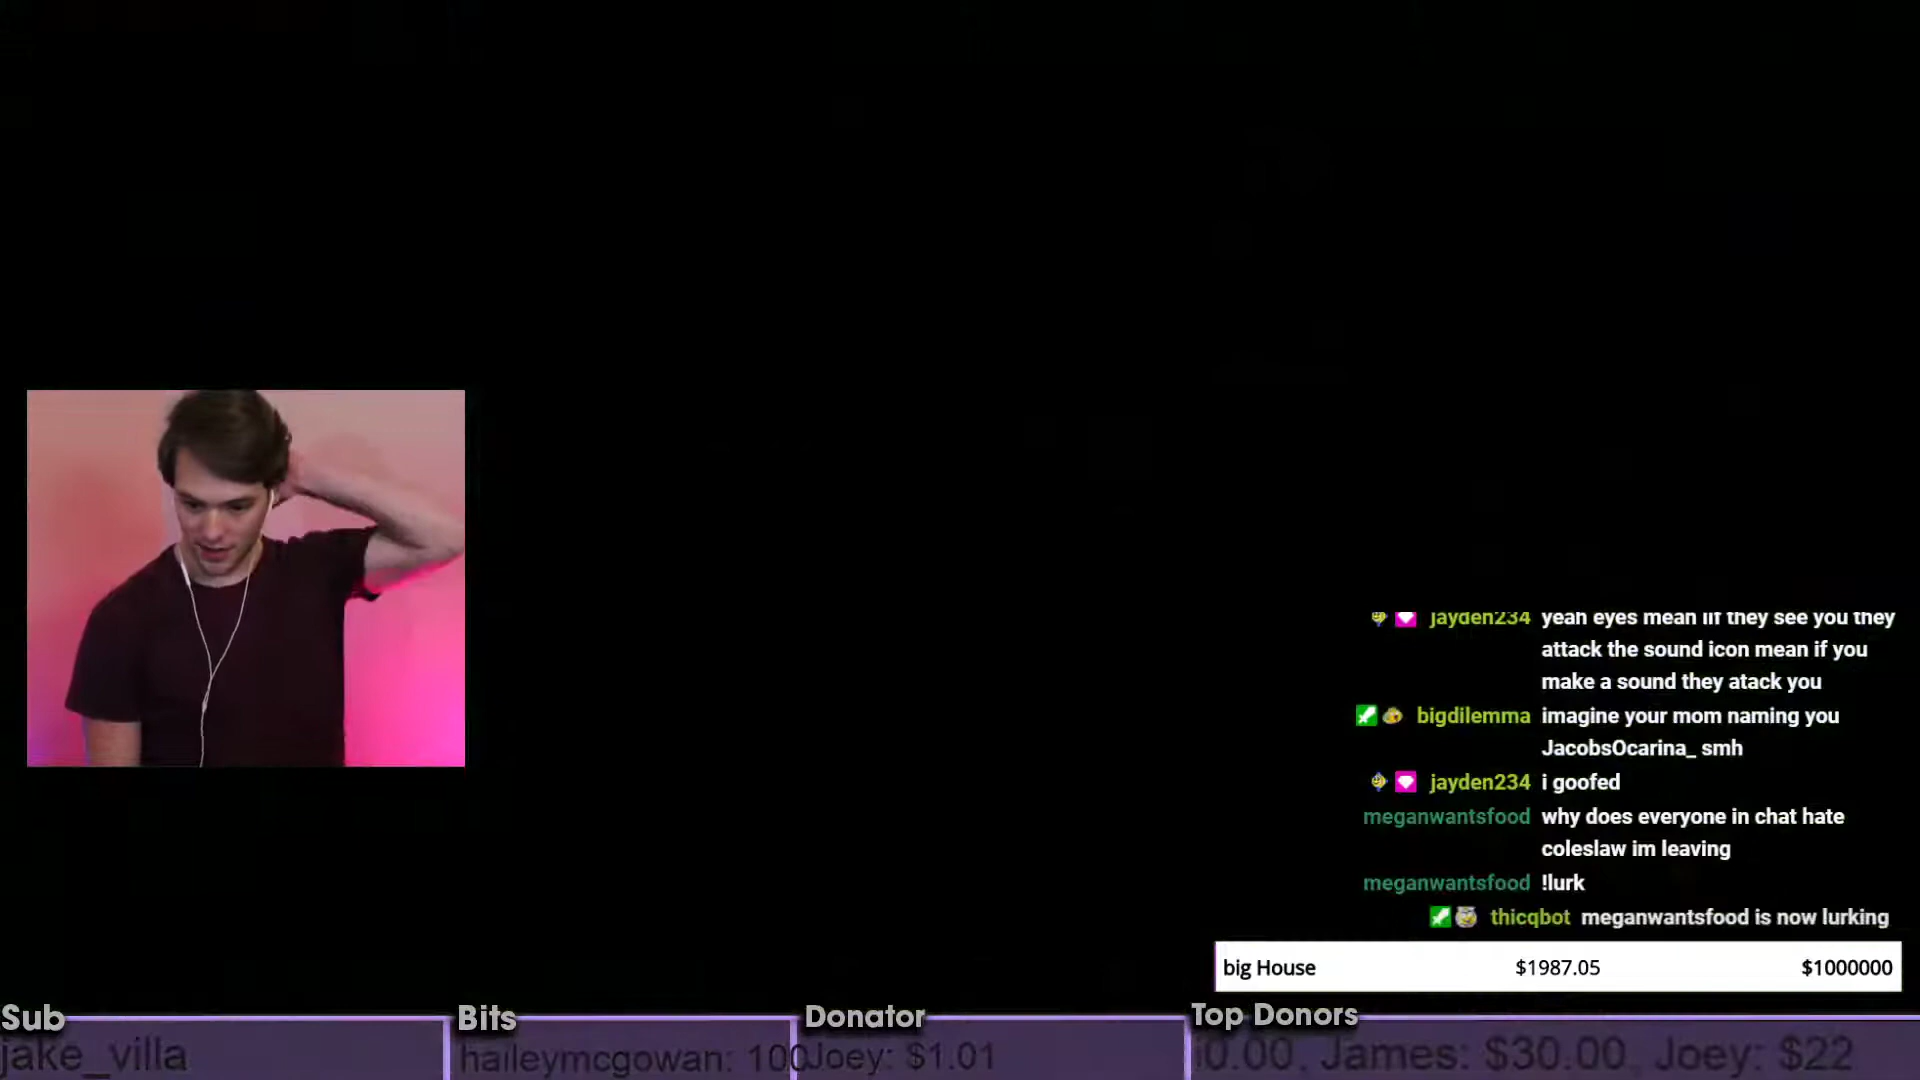 jayden234 yeah eyes mean iif they see you they
attack the sound icon mean if you
make a sound they atack you
bigdilemma imagine your mom naming you
JacobsOcarina_ smh
jayden234 i goofed
meganwantsfood why does everyone in chat hate
coleslaw im leaving
meganwantsfood !lurk
thicqbot meganwantsfood is now lurking
big House $1987.05 $1000000
Sub Bits Donator Top Donors
jake_villa haileymcgowan: 100 Joey: $1.01 0.00, James: $30.00, Joey: $22